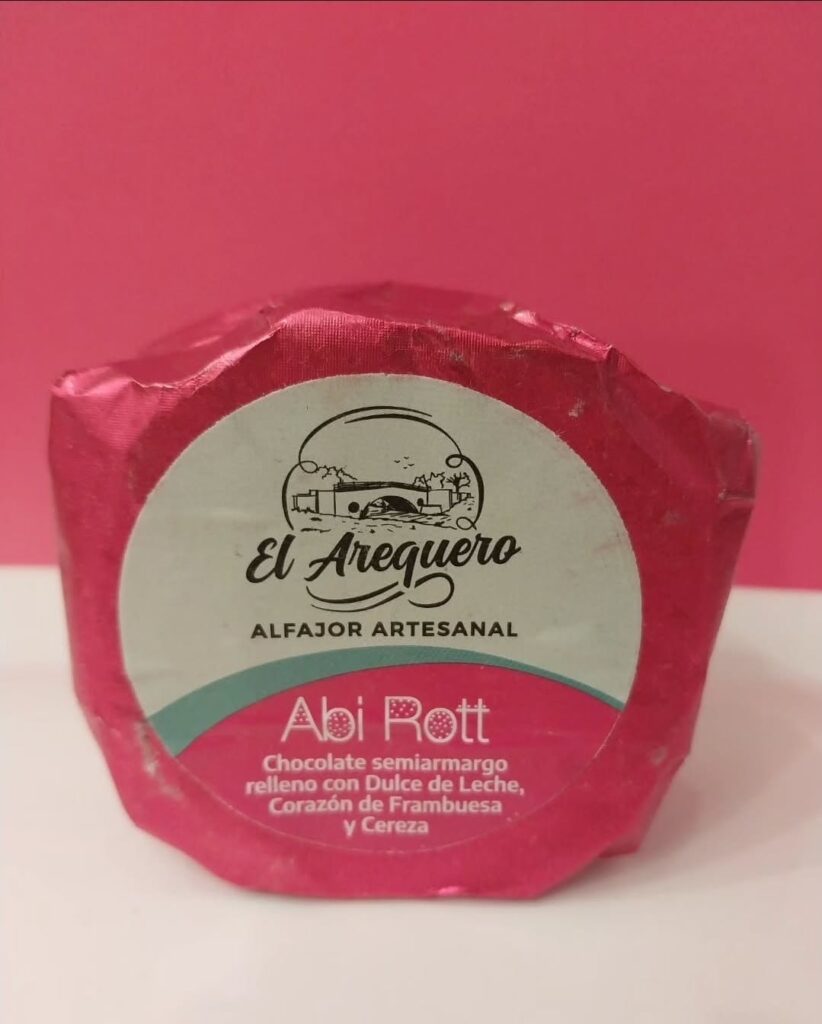 El Arequero
ALFAJOR ARTESANAL
Abi Rott
Chocolate semiarmargo
relleno con Dulce de Leche,
Corazón de Frambuesa
y Cereza